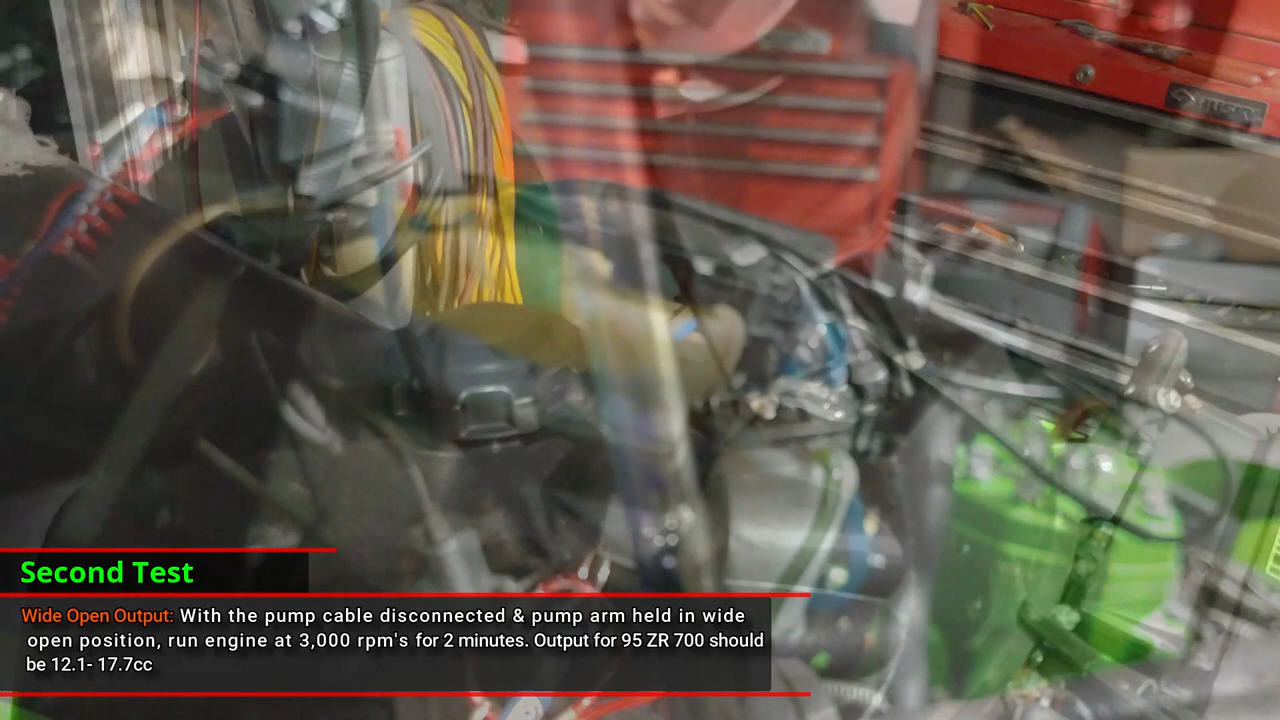 HUSKY
Second Test
Wide Open Output: With the pump cable disconnected & pump arm held in wide
open position, run engine at 3,000 rpm's for 2 minutes. Output for 95 ZR 700 should
be 12.1- 17.7cc